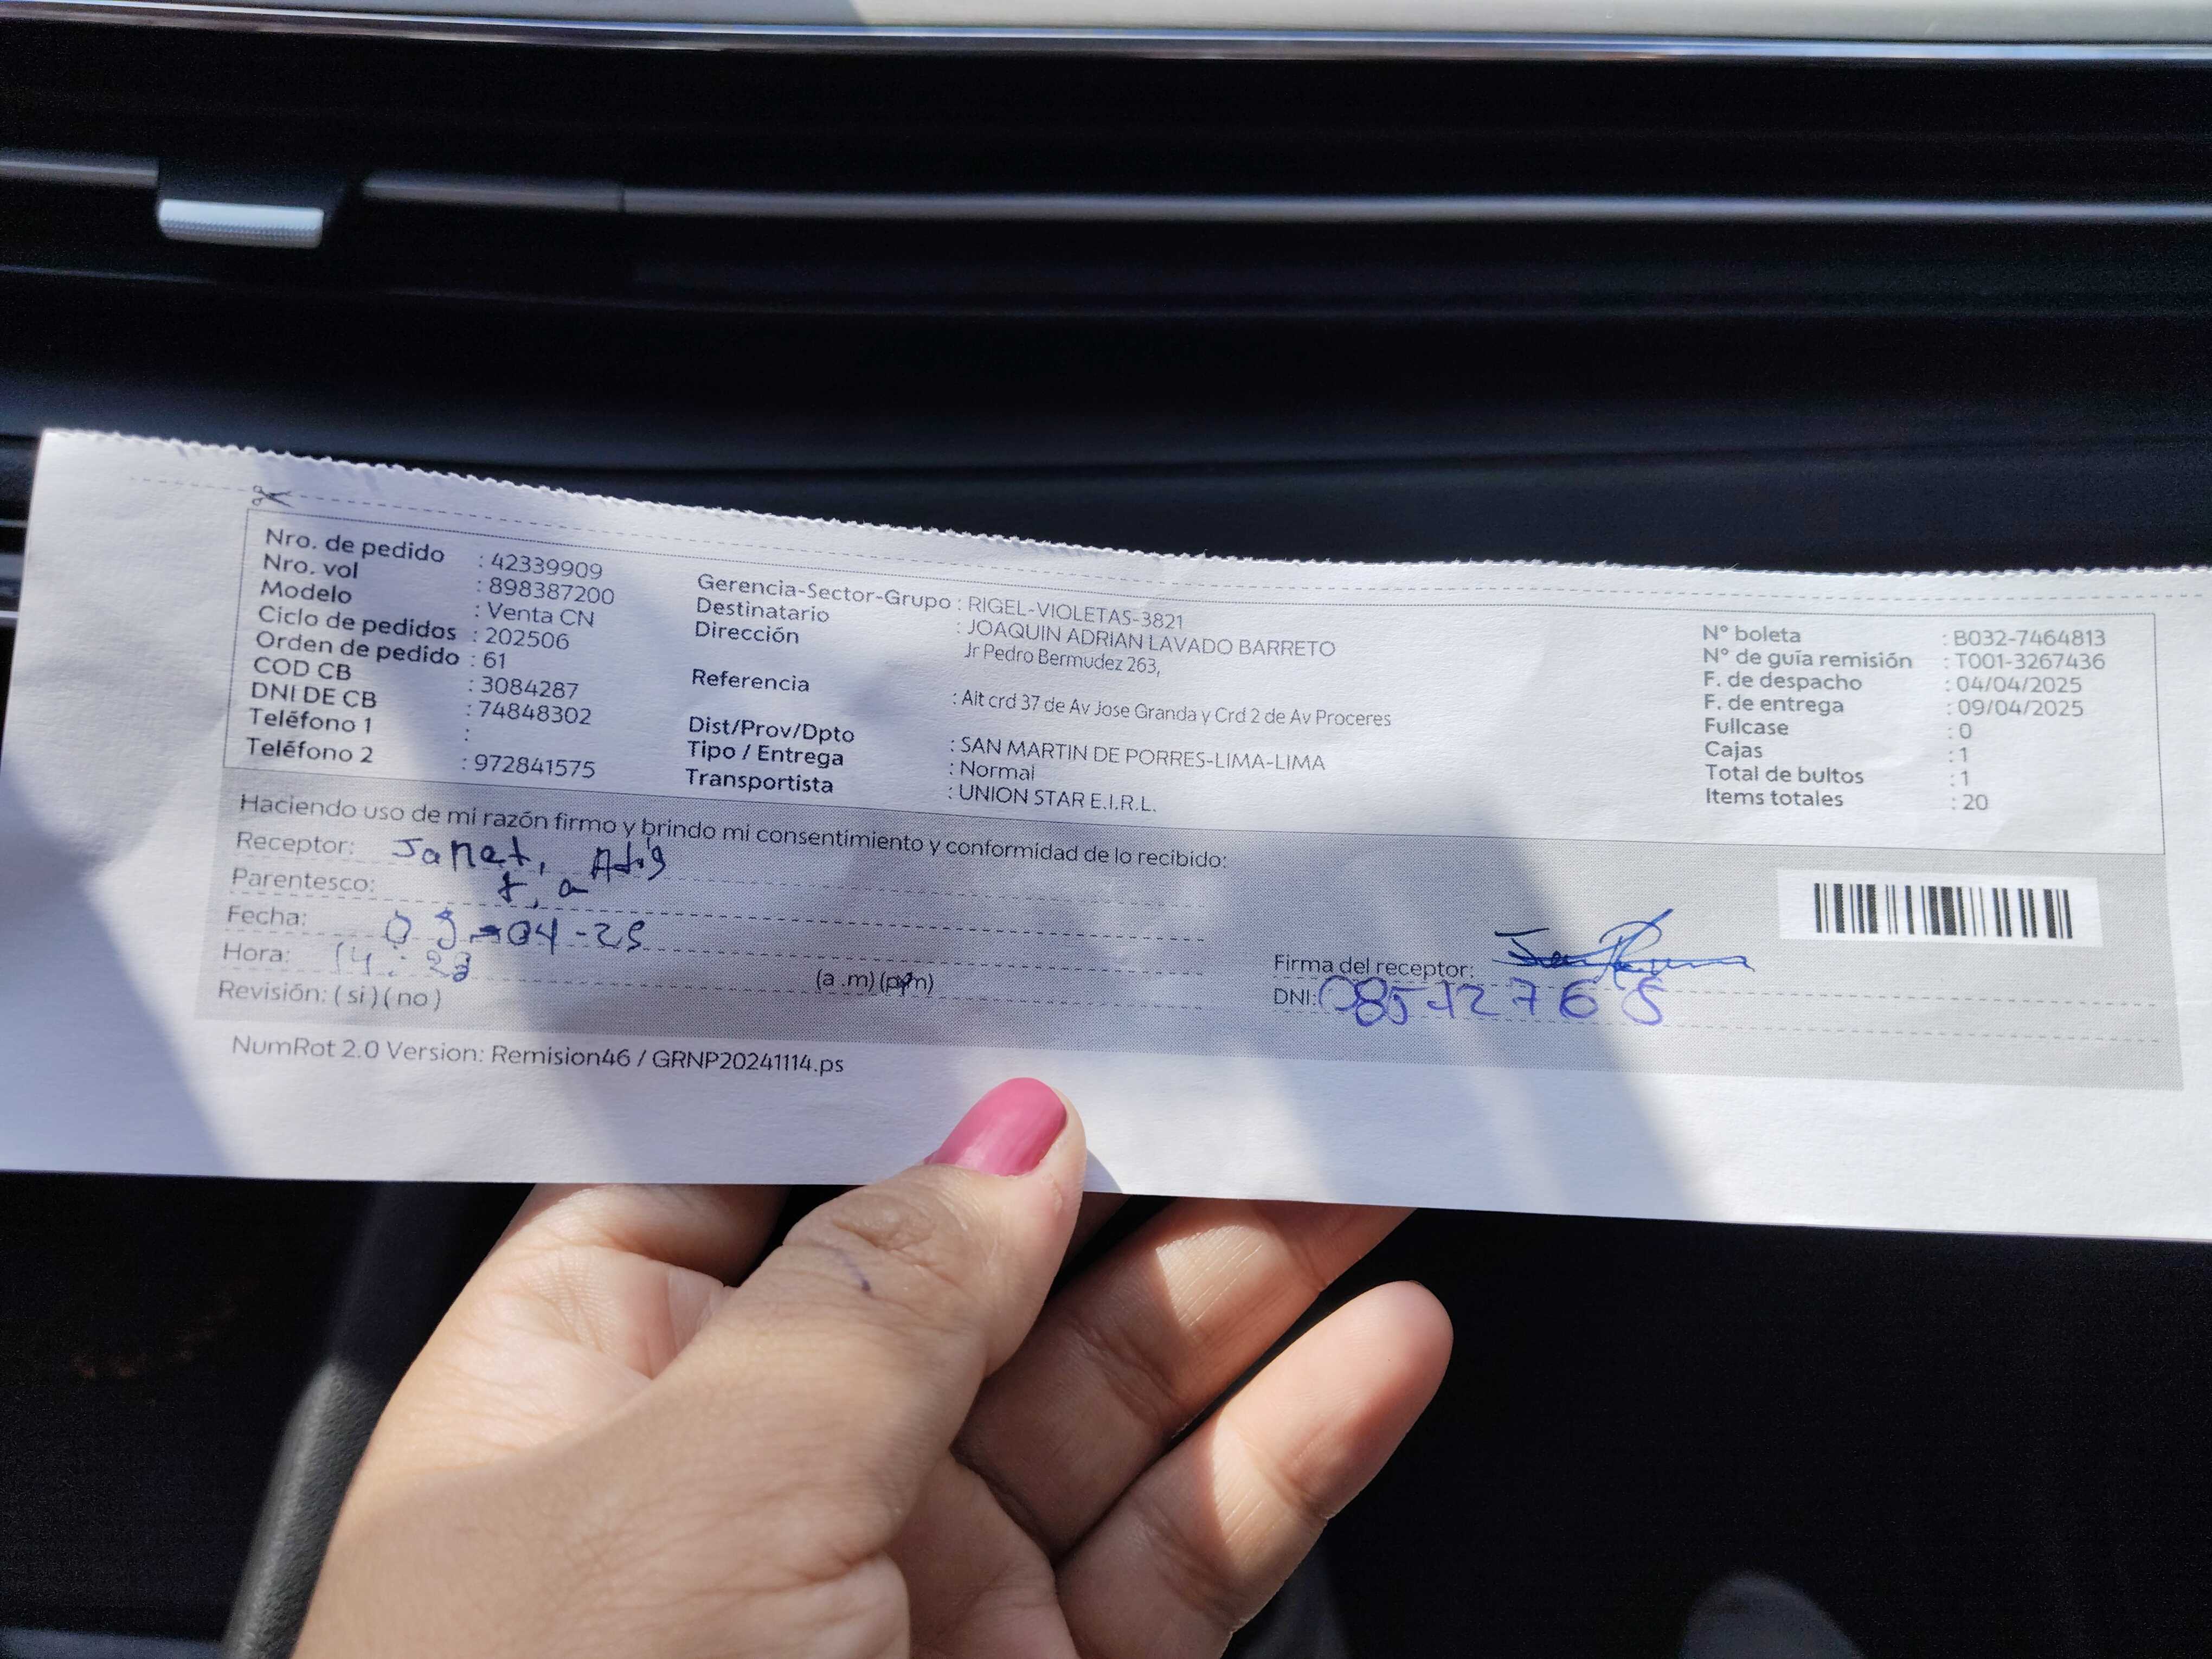 Nro. de pedido : 42339909
Nro. vol : 898387200
Modelo : Venta CN
Ciclo de pedidos : 202506
Orden de pedido : 61
COD CB : 3084287
DNI DE CB : 74848302
Teléfono 1 :
Teléfono 2 : 972841575
Gerencia-Sector-Grupo : RIGEL-VIOLETAS-3821
Destinatario : JOAQUIN ADRIAN LAVADO BARRETO
Dirección Jr Pedro Bermudez 263,
Referencia : Alt crd 37 de Av Jose Granda y Crd 2 de Av Proceres
Dist/Prov/Dpto : SAN MARTIN DE PORRES-LIMA-LIMA
Tipo / Entrega : Normal
Transportista : UNION STAR E.I.R.L.
N° boleta : B032-7464813
N° de guía remisión : T001-3267436
F. de despacho : 04/04/2025
F. de entrega : 09/04/2025
Fullcase : 0
Cajas : 1
Total de bultos : 1
Items totales : 20
Haciendo uso de mi razón firmo y brindo mi consentimiento y conformidad de lo recibido:
Receptor: Janet,
Parentesco: tia
Fecha: 09-04-25
Hora: (a .m) (p.m)
Revisión: ( si ) ( no )
Firma del receptor:
DNI: 08512765
NumRot 2.0 Version: Remision46 / GRNP20241114.ps